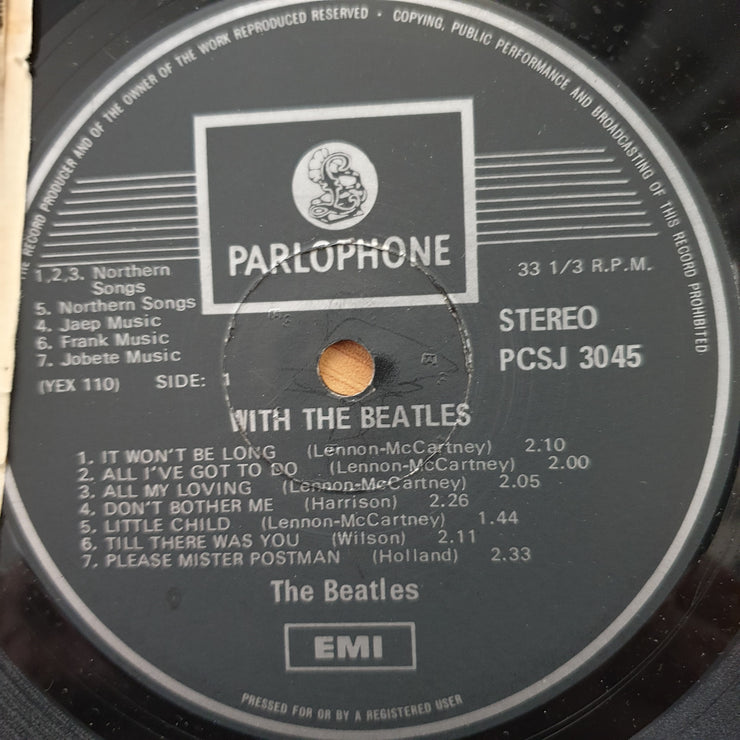 THE RECORD PRODUCER AND OF THE OWNER OF THE WORK REPRODUCED RESERVED • COPYING, PUBLIC PERFORMANCE AND BROADCASTING OF THIS RECORD PROHIBITED
PARLOPHONE
1,2,3. Northern
Songs
5. Northern Songs
4. Jaep Music
6. Frank Music
7. Jobete Music
(YEX 110) SIDE: 1
33 1/3 R.P.M.
STEREO
PCSJ 3045
WITH THE BEATLES
1. IT WON'T BE LONG (Lennon-McCartney) 2.10
2. ALL I'VE GOT TO DO (Lennon-McCartney) 2.00
3. ALL MY LOVING (Lennon-McCartney) 2.05
4. DON'T BOTHER ME (Harrison) 2.26
5. LITTLE CHILD (Lennon-McCartney) 1.44
6. TILL THERE WAS YOU (Wilson) 2.11
7. PLEASE MISTER POSTMAN (Holland) 2.33
The Beatles
EMI
PRESSED FOR OR BY A REGISTERED USER